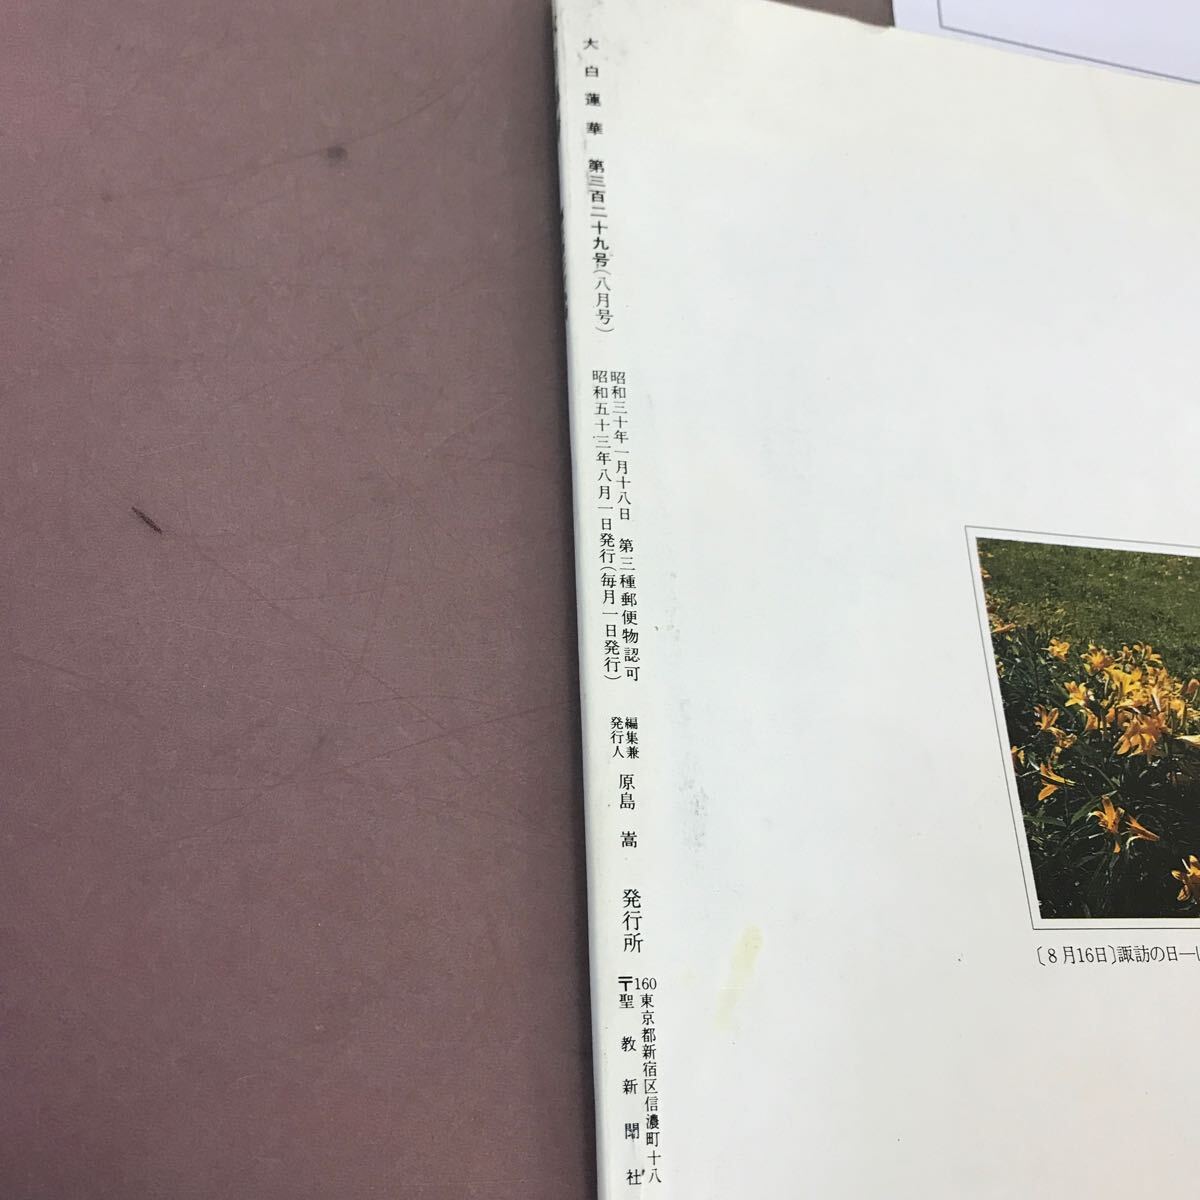 大白蓮華 第三百二十九号(八月号)
昭和三十年一月十八日 第三種郵便物認可
昭和五十三年八月一日発行(毎月一日発行)
編集兼
発行人
原島 嵩
発行所
〒160東京都新宿区信濃町十八
聖教新聞社
〔8月16日〕諏訪の日―